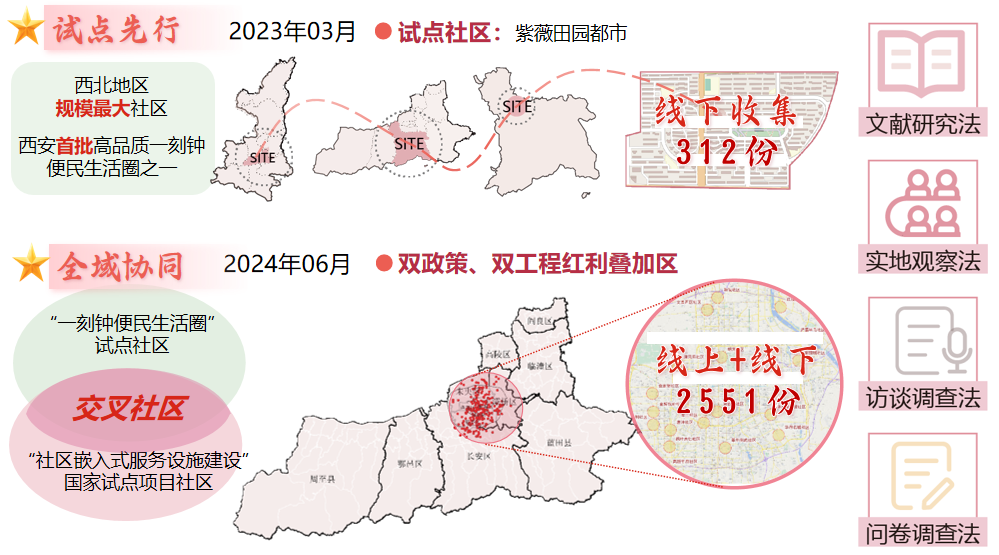 试点先行
2023年03月
试点社区：紫薇田园都市
西北地区
规模最大社区
西安首批高品质一刻钟
便民生活圈之一
SITE
SITE
SITE
线下收集
312份
文献研究法
实地观察法
访谈调查法
问卷调查法
全域协同
2024年06月
双政策、双工程红利叠加区
“一刻钟便民生活圈”
试点社区
交叉社区
“社区嵌入式服务设施建设”
国家试点项目社区
阎良区
高陵区
临潼区
蓝田县
长安区
鄠邑区
周至县
线上+线下
2551份